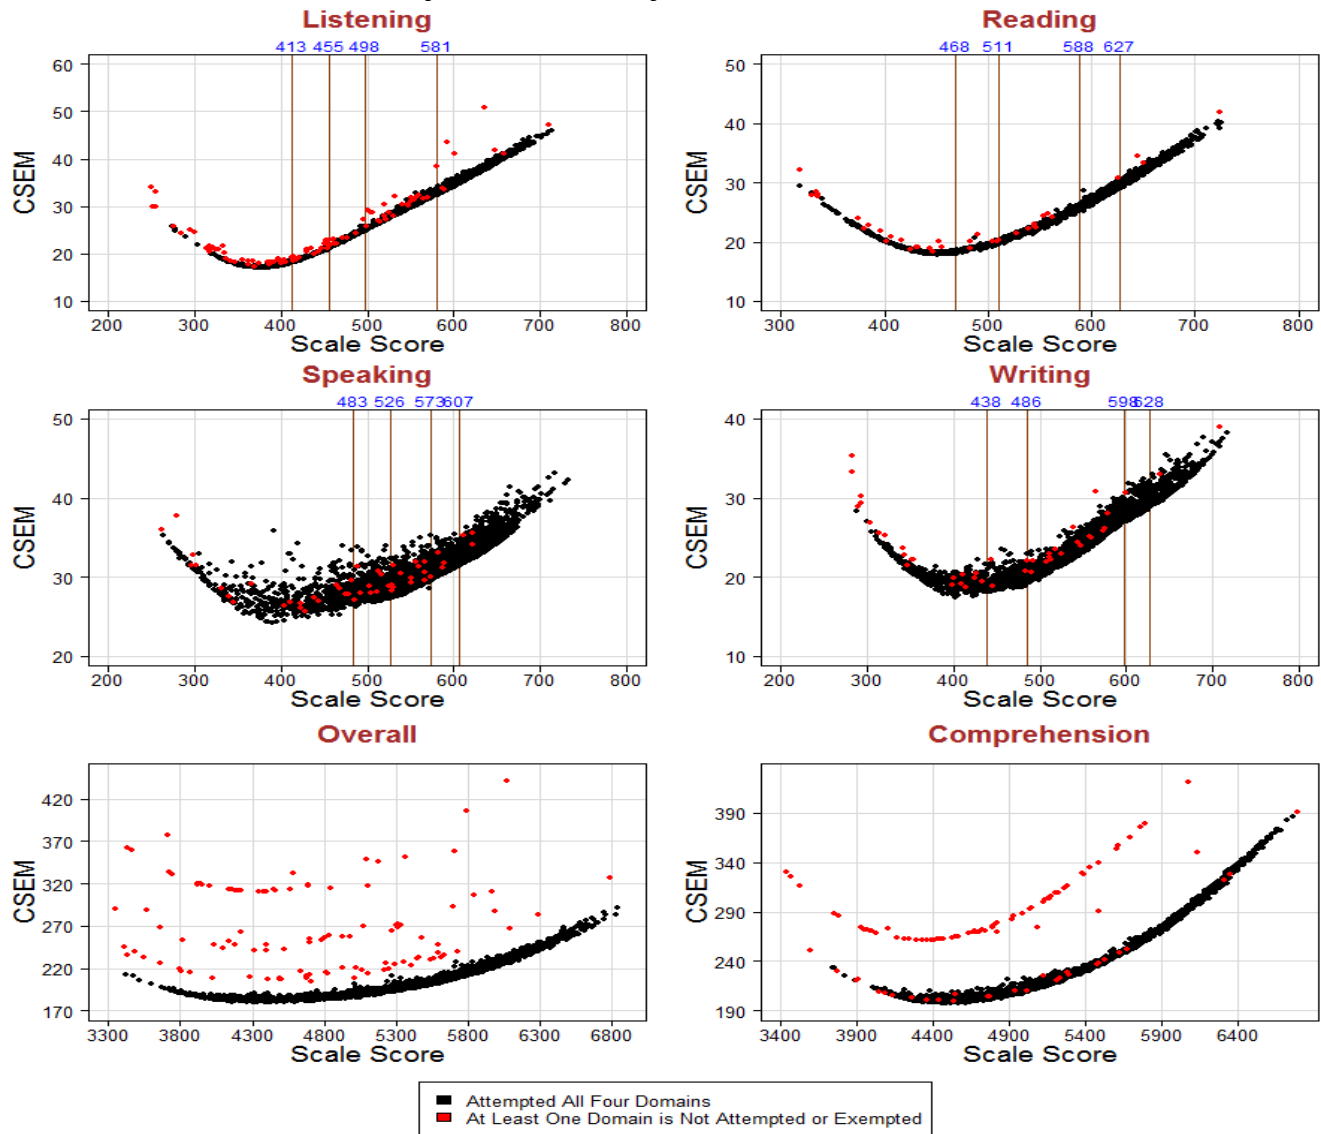 Listening
413 455 498 581
60
50
40
30
20
10
CSEM
200 300 400 500 600 700 800
Scale Score
Reading
468 511 588 627
50
40
30
20
10
CSEM
300 400 500 600 700 800
Scale Score
Speaking
483 526 573 607
50
40
30
20
CSEM
200 300 400 500 600 700 800
Scale Score
Writing
438 486 598 628
40
30
20
10
CSEM
200 300 400 500 600 700 800
Scale Score
Overall
420
370
320
270
220
170
CSEM
3300 3800 4300 4800 5300 5800 6300 6800
Scale Score
Comprehension
390
340
290
240
190
CSEM
3400 3900 4400 4900 5400 5900 6400
Scale Score
Attempted All Four Domains
At Least One Domain is Not Attempted or Exempted